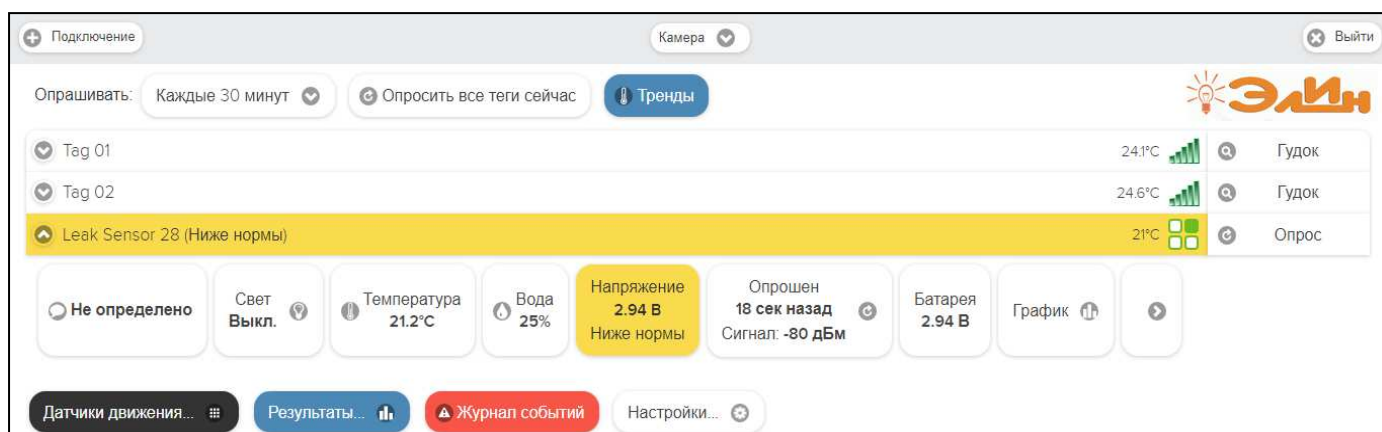 Подключение
Камера
Выйти
Опрашивать:
Каждые 30 минут
Опросить все теги сейчас
Тренды
ЭлИн
Tag 01
24.1°C
Гудок
Tag 02
24.6°C
Гудок
Leak Sensor 28 (Ниже нормы)
21°C
Опрос
Не определено
Свет
Выкл.
Температура
21.2°C
Вода
25%
Напряжение
2.94 В
Ниже нормы
Опрошен
18 сек назад
Сигнал: -80 дБм
Батарея
2.94 В
График
Датчики движения...
Результаты...
Журнал событий
Настройки...